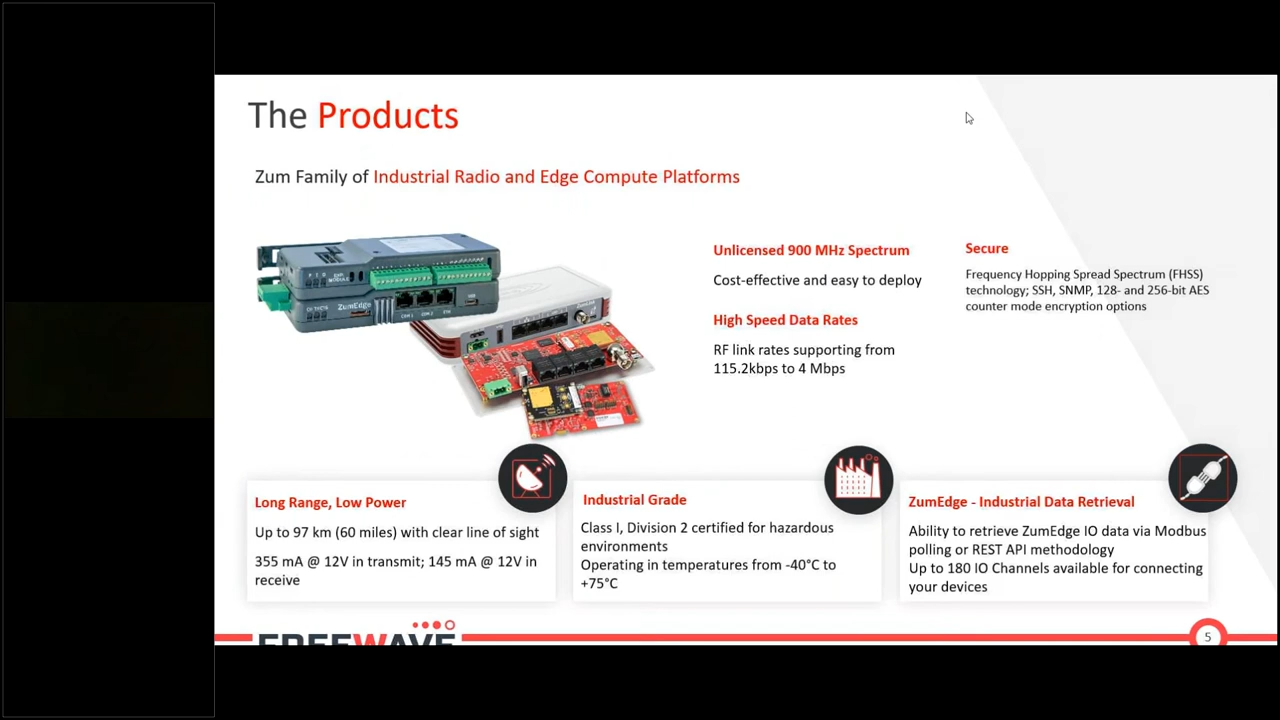 The Products
Zum Family of Industrial Radio and Edge Compute Platforms
ZumEdge
Unlicensed 900 MHz Spectrum
Cost-effective and easy to deploy
High Speed Data Rates
RF link rates supporting from
115.2kbps to 4 Mbps
Secure
Frequency Hopping Spread Spectrum (FHSS)
technology; SSH, SNMP, 128- and 256-bit AES
counter mode encryption options
Long Range, Low Power
Up to 97 km (60 miles) with clear line of sight
355 mA @ 12V in transmit; 145 mA @ 12V in
receive
Industrial Grade
Class I, Division 2 certified for hazardous
environments
Operating in temperatures from -40°C to
+75°C
ZumEdge - Industrial Data Retrieval
Ability to retrieve ZumEdge IO data via Modbus
polling or REST API methodology
Up to 180 IO Channels available for connecting
your devices
FREEWAVE
5